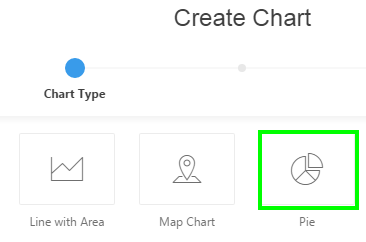 Create Chart
Chart Type
Line with Area
Map Chart
Pie